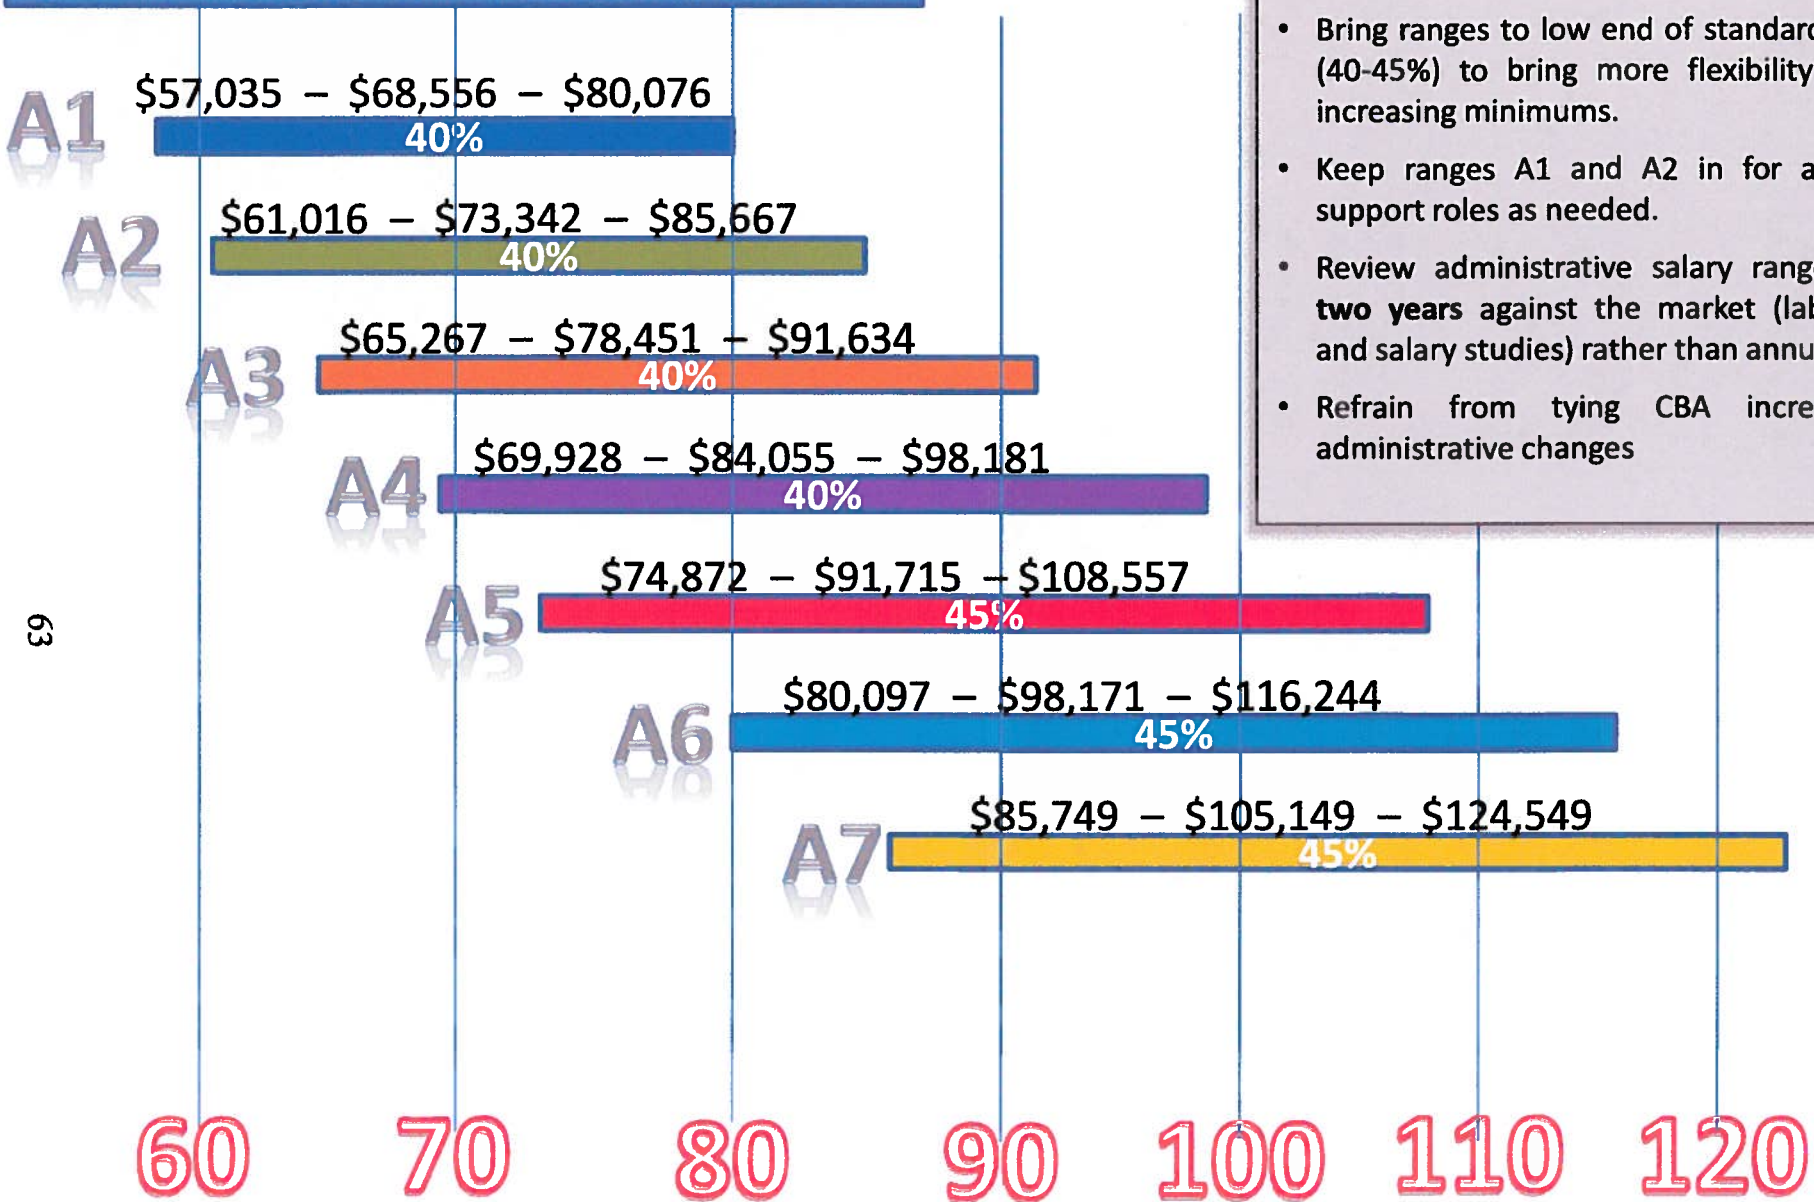 • Bring ranges to low end of standard
(40-45%) to bring more flexibility
increasing minimums.
• Keep ranges A1 and A2 in for
support roles as needed.
• Review administrative salary
two years against the market
and salary studies) rather than
• Refrain from tying CBA
administrative changes
A1
$57,035 – $68,556 – $80,076
40%
A2
$61,016 – $73,342 – $85,667
40%
A3
$65,267 – $78,451 – $91,634
40%
A4
$69,928 – $84,055 – $98,181
40%
A5
$74,872 – $91,715 – $108,557
45%
A6
$80,097 – $98,171 – $116,244
45%
A7
$85,749 – $105,149 – $124,549
45%
63
60 70 80 90 100 110 120